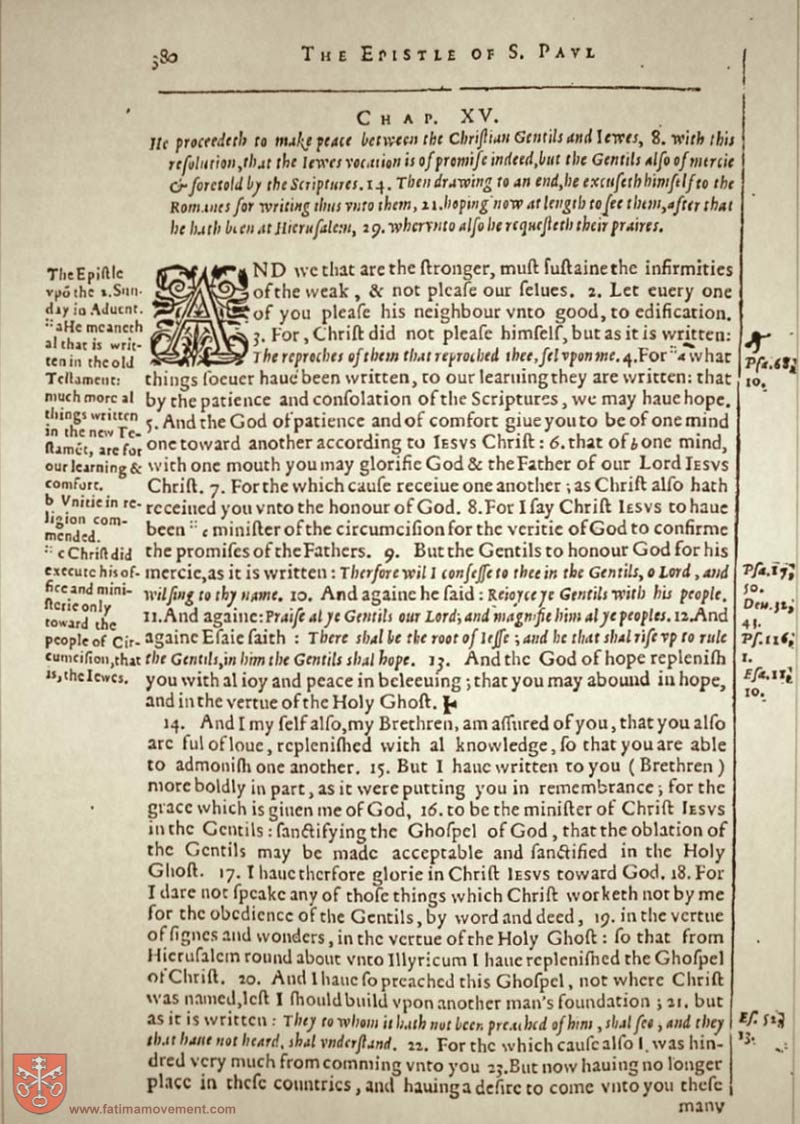 380
THE EPISTLE OF S. PAVL
CHAP. XV.
He proceedeth to make peace between the Chriſtian Gentils and Iewes, 8. with this
reſolution, that the Iewes vocation is of promiſe indeed, but the Gentils alſo of mercie
& foretold by the Scriptures. 14. Then drawing to an end, he excuſeth himſelf to the
Romanes for writing thus vnto them, 21. hoping now at length to ſee them, after that
he hath been at Hieruſalem, 29. wherunto alſo he requeſteth their praires.
AND we that are the ſtronger, muſt ſuſtaine the infirmities
of the weak, & not pleaſe our ſelues. 2. Let euery one
of you pleaſe his neighbour vnto good, to edification.
3. For, Chriſt did not pleaſe himſelf, but as it is written:
The reproches of them that reproched thee, fel vpon me. 4. For :: a what
things ſoeuer haue been written, to our learning they are written: that
by the patience and conſolation of the Scriptures, we may haue hope.
5. And the God of patience and of comfort giue you to be of one mind
one toward another according to IESVS Chriſt: 6. that of b one mind,
with one mouth you may glorifie God & the Father of our Lord IESVS
Chriſt. 7. For the which cauſe receiue one another; as Chriſt alſo hath
receiued you vnto the honour of God. 8. For I ſay Chriſt IESVS to haue
been :: c miniſter of the circumciſion for the veritie of God to confirme
the promiſes of the Fathers. 9. But the Gentils to honour God for his
mercie, as it is written: Therfore wil I confeſſe to thee in the Gentils, o Lord, and
wil ſing to thy name. 10. And againe he ſaid: Reioyce ye Gentils with his people.
11. And againe: Praiſe al ye Gentils our Lord; and magnifie him al ye peoples. 12. And
againe Eſaie ſaith: There shal be the root of Ieſſe; and he that shal riſe vp to rule
the Gentils, in him the Gentils shal hope. 13. And the God of hope replenish
you with al ioy and peace in beleeuing; that you may abound in hope,
and in the vertue of the Holy Ghoſt.
14. And I my ſelf alſo, my Brethren, am aſſured of you, that you alſo
are ful of loue, replenished with al knowledge, ſo that you are able
to admonish one another. 15. But I haue written to you (Brethren)
more boldly in part, as it were putting you in remembrance; for the
grace which is giuen me of God, 16. to be the miniſter of Chriſt IESVS
in the Gentils: ſanctifying the Ghoſpel of God, that the oblation of
the Gentils may be made acceptable and ſanctified in the Holy
Ghoſt. 17. I haue therfore glorie in Chriſt IESVS toward God. 18. For
I dare not ſpeake any of thoſe things which Chriſt worketh not by me
for the obedience of the Gentils, by word and deed, 19. in the vertue
of ſignes and wonders, in the vertue of the Holy Ghoſt: ſo that from
Hieruſalem round about vnto Illyricum I haue replenished the Ghoſpel
of Chriſt. 20. And I haue ſo preached this Ghoſpel, not where Chriſt
was named, leſt I should build vpon another man's foundation; 21. but
as it is written: They to whom it hath not been preached of him, shal ſee; and they
that haue not heard, shal vnderſtand. 22. For the which cauſe alſo I was hin-
dred very much from comming vnto you 23. But now hauing no longer
place in theſe countries, and hauing a deſire to come vnto you theſe
many
The Epiſtle
vpō the 2. Sun-
day in Aduent.
:: a He meaneth
al that is writ-
ten in the old
Teſtament:
much more al
things written
in the new Te-
ſtamēt, are for
our learning &
comfort.
b Vnitie in re-
ligion com-
mended.
:: c Chriſt did
execute his of-
fice and mini-
ſterie only
toward the
people of Cir-
cumciſion, that
is, the Iewes.
Pſa. 68,
10.
Pſa. 17,
50.
Deu. 32,
43.
Pſ. 116,
1.
Eſa. 11,
10.
Eſ. 52,
13.
www.fatimamovement.com